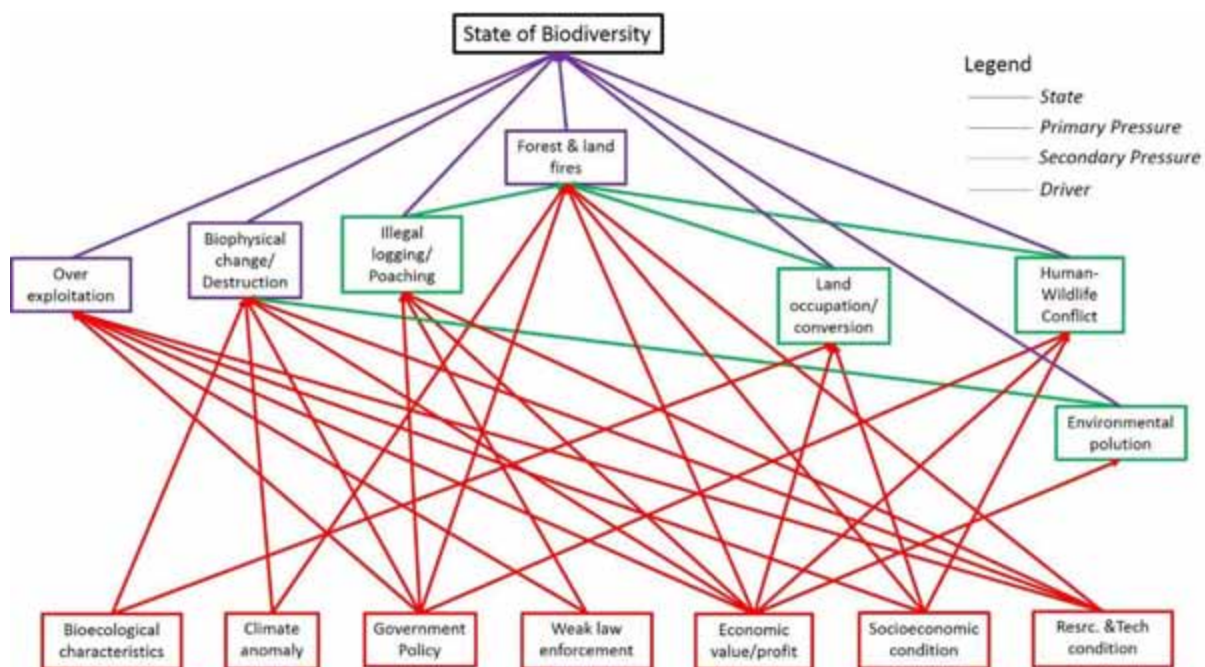 State of Biodiversity
Legend
State
Primary Pressure
Secondary Pressure
Driver
Forest & land
fires
Illegal
logging/
Poaching
Biophysical
change/
Destruction
Over
exploitation
Land
occupation/
conversion
Human-
Wildlife
Conflict
Environmental
polution
Bioecological
characteristics
Climate
anomaly
Government
Policy
Weak law
enforcement
Economic
value/profit
Socioeconomic
condition
Resrc. &Tech
condition